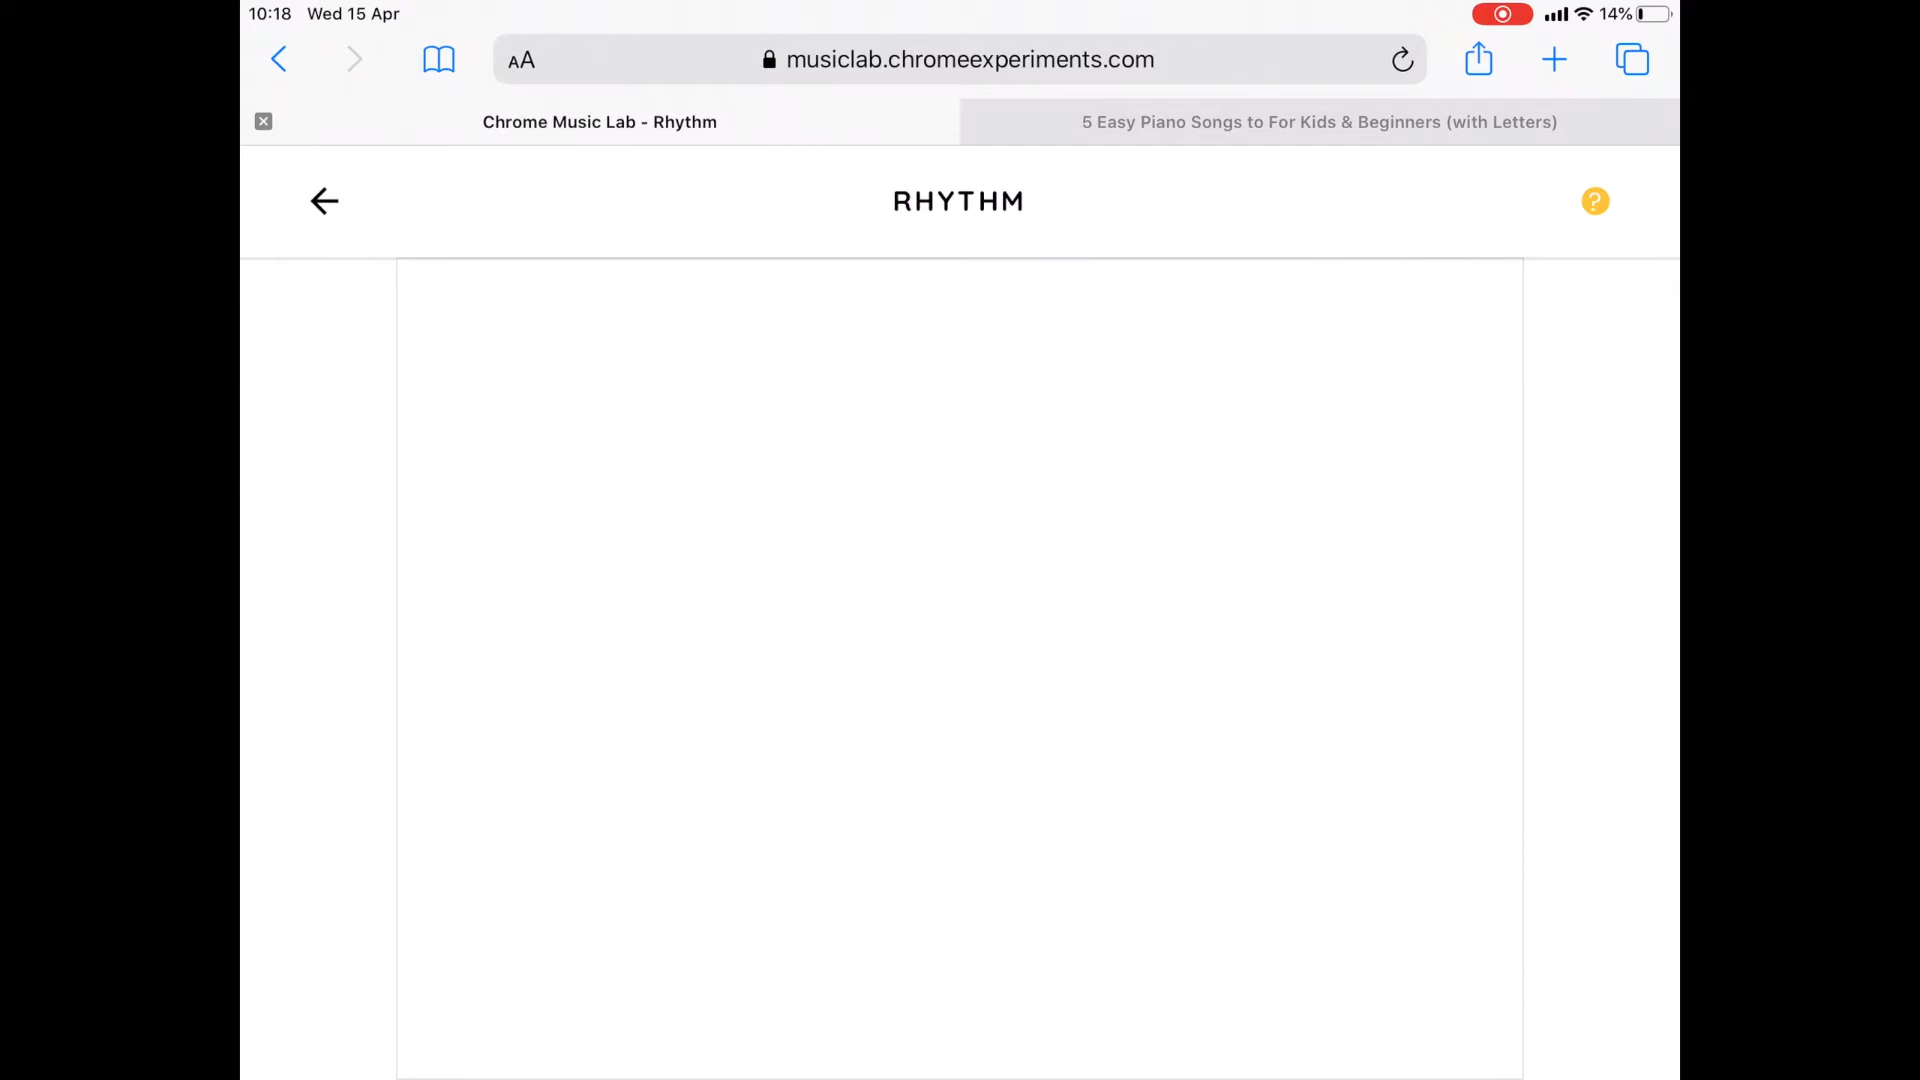 10:18 Wed 15 Apr 14%
AA musiclab.chromeexperiments.com
Chrome Music Lab - Rhythm 5 Easy Piano Songs to For Kids & Beginners (with Letters)
RHYTHM ?